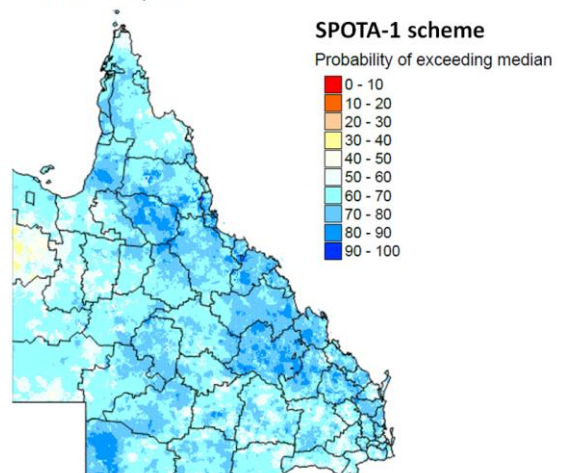 SPOTA-1 scheme
Probability of exceeding median
0 - 10
10 - 20
20 - 30
30 - 40
40 - 50
50 - 60
60 - 70
70 - 80
80 - 90
90 - 100